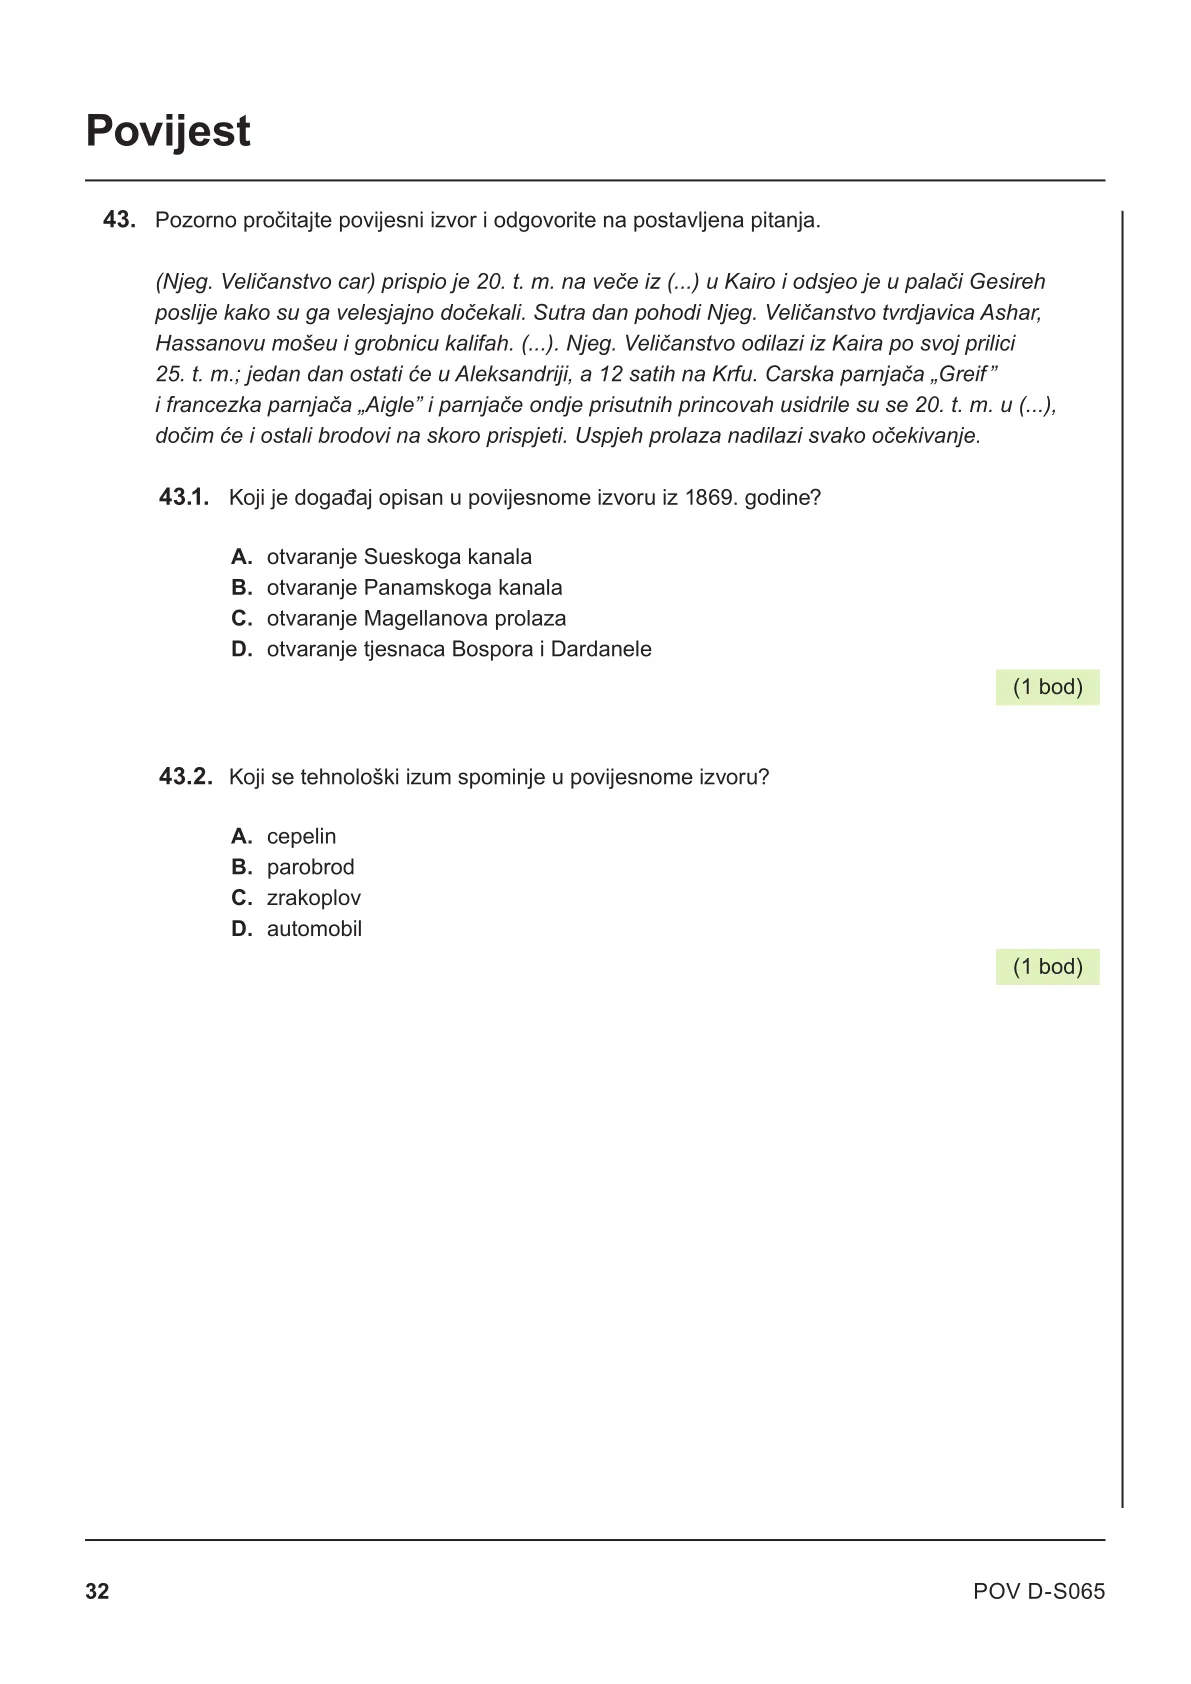 Povijest
43. Pozorno pročitajte povijesni izvor i odgovorite na postavljena pitanja.
(Njeg. Veličanstvo car) prispio je 20. t. m. na veče iz (...) u Kairo i odsjeo je u palači Gesireh
poslije kako su ga velesjajno dočekali. Sutra dan pohodi Njeg. Veličanstvo tvrdjavica Ashar,
Hassanovu mošeu i grobnicu kalifah. (...). Njeg. Veličanstvo odilazi iz Kaira po svoj prilici
25. t. m.; jedan dan ostati će u Aleksandriji, a 12 satih na Krfu. Carska parnjača „Greif”
i francezka parnjača „Aigle” i parnjače ondje prisutnih princovah usidrile su se 20. t. m. u (...),
dočim će i ostali brodovi na skoro prispjeti. Uspjeh prolaza nadilazi svako očekivanje.
43.1. Koji je događaj opisan u povijesnome izvoru iz 1869. godine?
A. otvaranje Sueskoga kanala
B. otvaranje Panamskoga kanala
C. otvaranje Magellanova prolaza
D. otvaranje tjesnaca Bospora i Dardanele
(1 bod)
43.2. Koji se tehnološki izum spominje u povijesnome izvoru?
A. cepelin
B. parobrod
C. zrakoplov
D. automobil
(1 bod)
32
POV D-S065